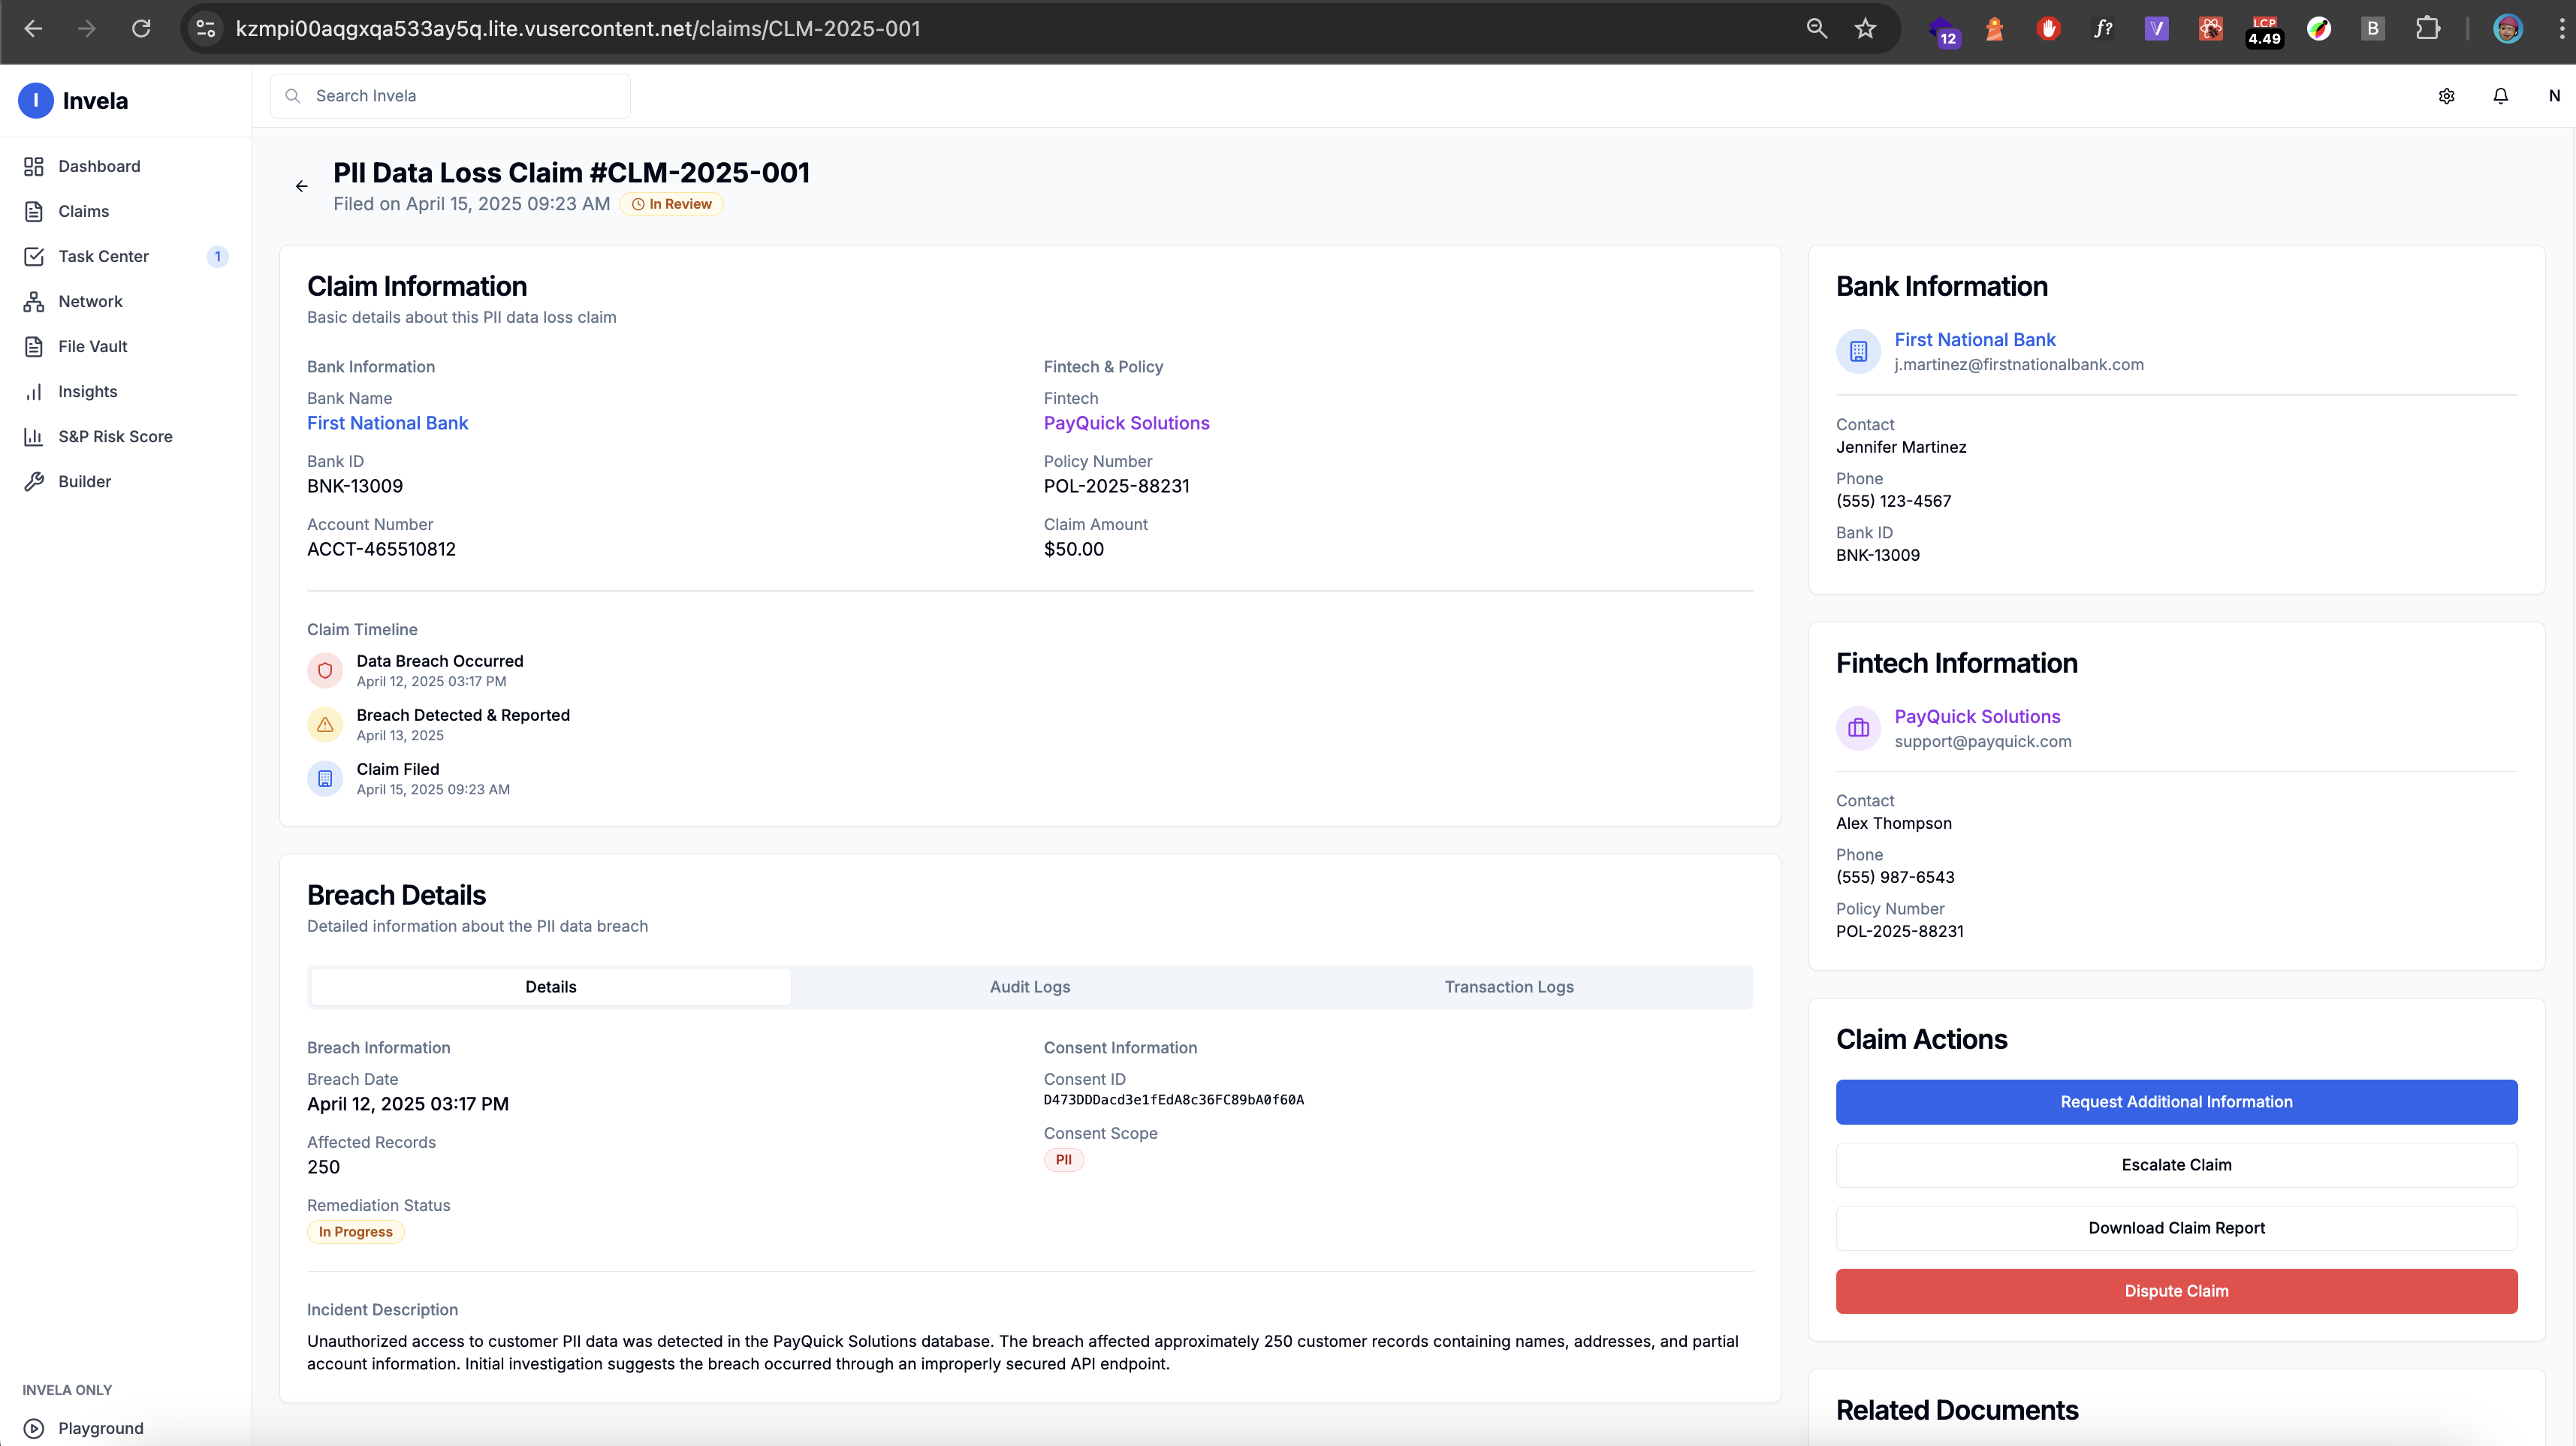 kzmpi00aqgxqa533ay5q.lite.vusercontent.net/claims/CLM-2025-001
12
f?
V
LCP
4.49
B
I
Invela
Search Invela
N
Dashboard
Claims
Task Center
1
Network
File Vault
Insights
S&P Risk Score
Builder
INVELA ONLY
Playground
PII Data Loss Claim #CLM-2025-001
Filed on April 15, 2025 09:23 AM
In Review
Claim Information
Basic details about this PII data loss claim
Bank Information
Bank Name
First National Bank
Bank ID
BNK-13009
Account Number
ACCT-465510812
Fintech & Policy
Fintech
PayQuick Solutions
Policy Number
POL-2025-88231
Claim Amount
$50.00
Claim Timeline
Data Breach Occurred
April 12, 2025 03:17 PM
Breach Detected & Reported
April 13, 2025
Claim Filed
April 15, 2025 09:23 AM
Breach Details
Detailed information about the PII data breach
Details
Audit Logs
Transaction Logs
Breach Information
Breach Date
April 12, 2025 03:17 PM
Affected Records
250
Remediation Status
In Progress
Consent Information
Consent ID
D473DDDacd3e1fEdA8c36FC89bA0f60A
Consent Scope
PII
Incident Description
Unauthorized access to customer PII data was detected in the PayQuick Solutions database. The breach affected approximately 250 customer records containing names, addresses, and partial
account information. Initial investigation suggests the breach occurred through an improperly secured API endpoint.
Bank Information
First National Bank
j.martinez@firstnationalbank.com
Contact
Jennifer Martinez
Phone
(555) 123-4567
Bank ID
BNK-13009
Fintech Information
PayQuick Solutions
support@payquick.com
Contact
Alex Thompson
Phone
(555) 987-6543
Policy Number
POL-2025-88231
Claim Actions
Request Additional Information
Escalate Claim
Download Claim Report
Dispute Claim
Related Documents